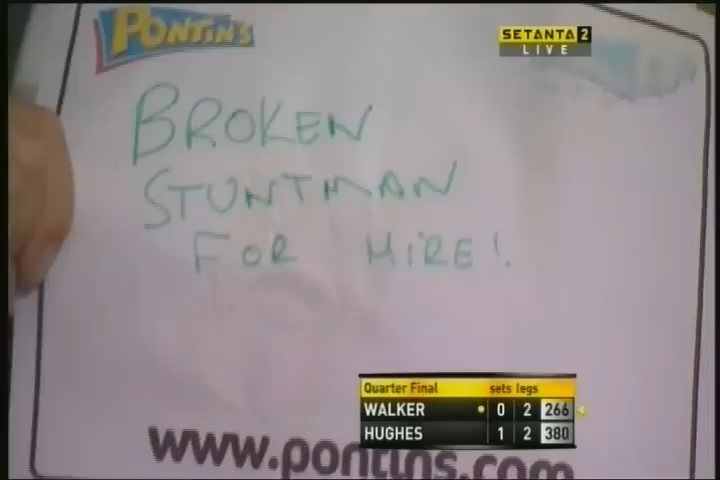 PONTIN'S
SETANTA 2
LIVE
BROKEN
STUNTMAN
FOR HIRE!
Quarter Final sets legs
WALKER 0 2 266
HUGHES 1 2 380
www.pontins.com